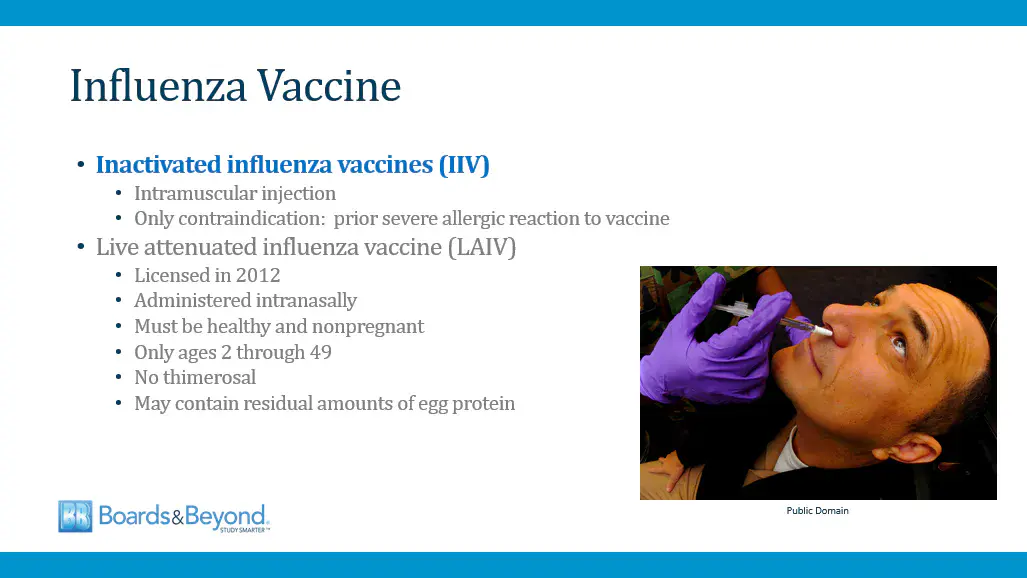 Influenza Vaccine
• Inactivated influenza vaccines (IIV)
• Intramuscular injection
• Only contraindication: prior severe allergic reaction to vaccine
• Live attenuated influenza vaccine (LAIV)
• Licensed in 2012
• Administered intranasally
• Must be healthy and nonpregnant
• Only ages 2 through 49
• No thimerosal
• May contain residual amounts of egg protein
Public Domain
BB Boards&Beyond®
STUDY SMARTER™